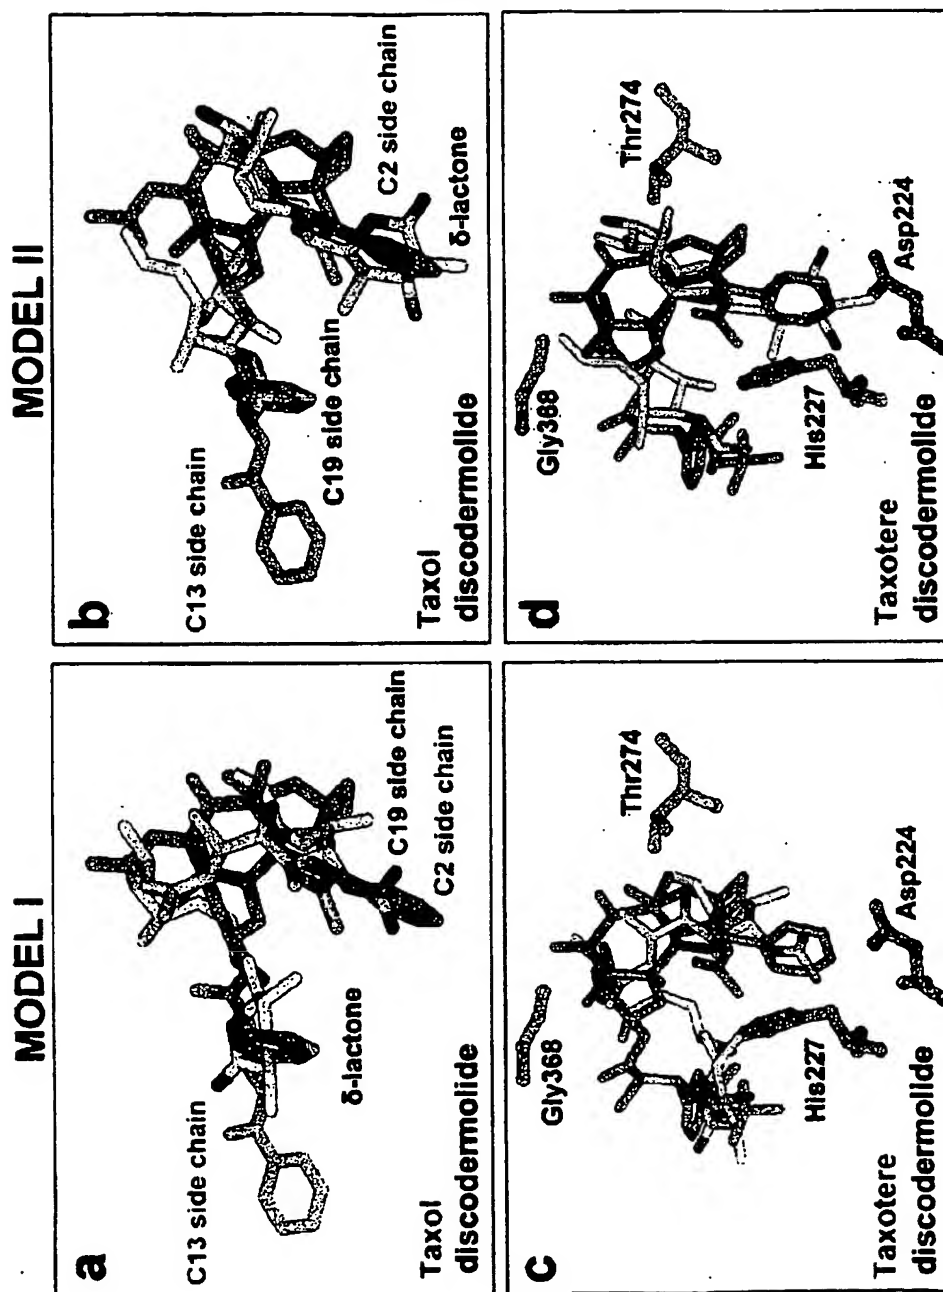 MODEL I
a
C13 side chain
δ-lactone
C19 side chain
C2 side chain
Taxol
discodermolide
MODEL II
b
C13 side chain
C19 side chain
C2 side chain
δ-lactone
Taxol
discodermolide
c
Gly368
Thr274
His227
Asp224
Taxotere
discodermolide
d
Gly368
Thr274
His227
Asp224
Taxotere
discodermolide